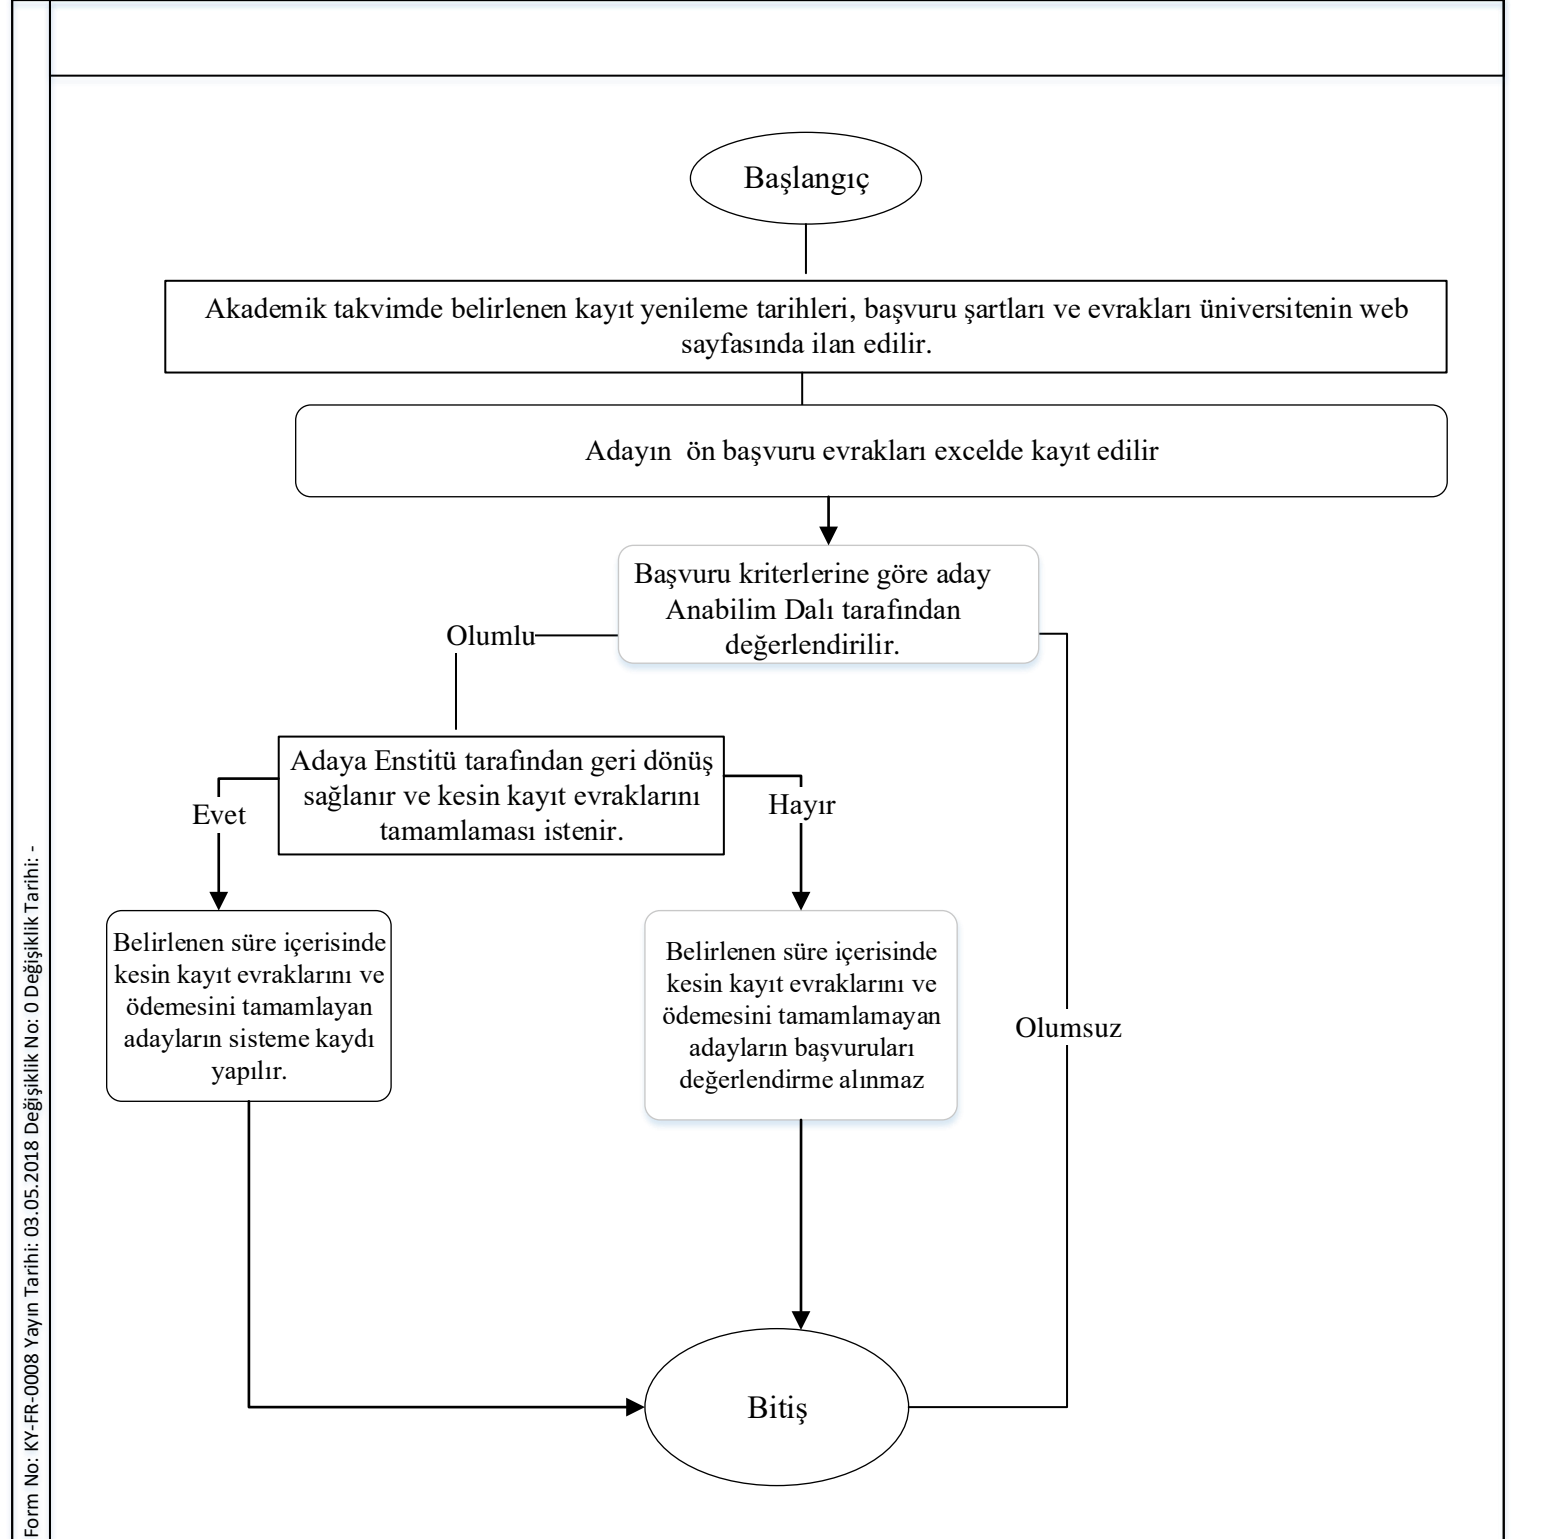 Başlangıç
Akademik takvimde belirlenen kayıt yenileme tarihleri, başvuru şartları ve evrakları üniversitenin web
sayfasında ilan edilir.
Adayın  ön başvuru evrakları excelde kayıt edilir
Başvuru kriterlerine göre aday
Anabilim Dalı tarafından
değerlendirilir.
Olumlu
Adaya Enstitü tarafından geri dönüş
sağlanır ve kesin kayıt evraklarını
tamamlaması istenir.
Evet
Hayır
Belirlenen süre içerisinde
kesin kayıt evraklarını ve
ödemesini tamamlayan
adayların sisteme kaydı
yapılır.
Belirlenen süre içerisinde
kesin kayıt evraklarını ve
ödemesini tamamlamayan
adayların başvuruları
değerlendirme alınmaz
Olumsuz
Bitiş
Form No: KY-FR-0008 Yayın Tarihi: 03.05.2018 Değişiklik No: 0 Değişiklik Tarihi: -